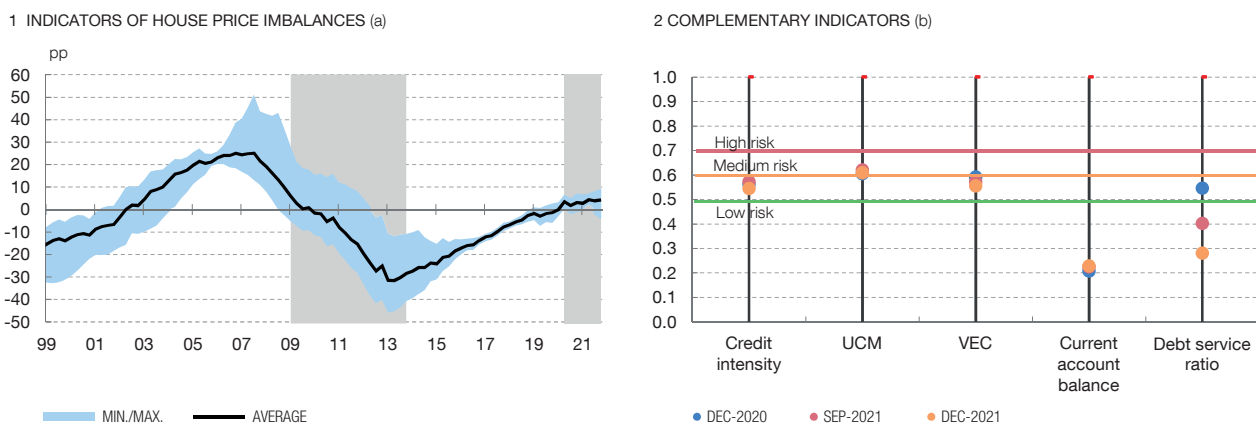 1 INDICATORS OF HOUSE PRICE IMBALANCES (a)
pp
60
50
40
30
20
10
0
-10
-20
-30
-40
-50
99 01 03 05 07 09 11 13 15 17 19 21
MIN./MAX. AVERAGE
2 COMPLEMENTARY INDICATORS (b)
1.0
0.9
0.8
0.7
0.6
0.5
0.4
0.3
0.2
0.1
0.0
High risk
Medium risk
Low risk
Credit
intensity
UCM
VEC
Current
account
balance
Debt service
ratio
DEC-2020 SEP-2021 DEC-2021